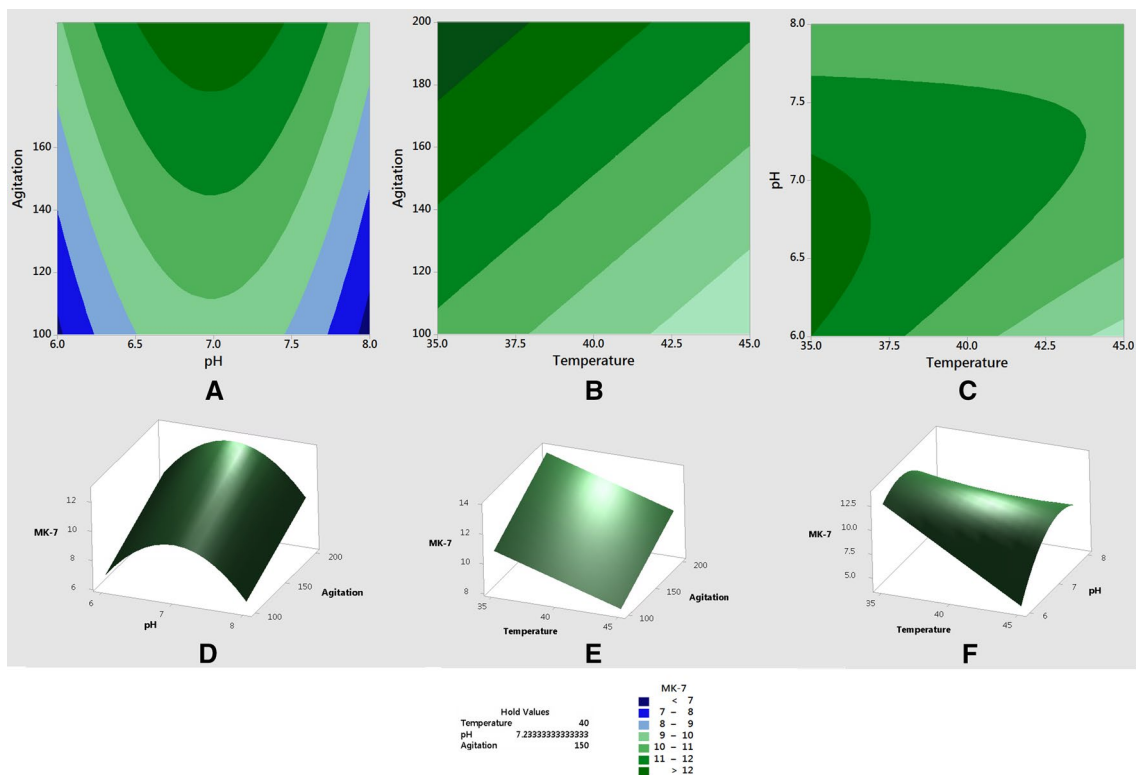 200
180
160
140
120
100
Agitation
160
140
120
100
6.0 6.5 7.0 7.5 8.0
pH
A
Agitation
35.0 37.5 40.0 42.5 45.0
Temperature
B
8.0
7.5
7.0
6.5
6.0
pH
35.0 37.5 40.0 42.5 45.0
Temperature
C
MK-7
12
10
8
6
6 7 8
pH
200
150
100
Agitation
D
MK-7
14
12
10
8
35 40 45
Temperature
200
150
100
Agitation
E
MK-7
12.5
10.0
7.5
5.0
35 40 45
Temperature
8
7
6
pH
F
Hold Values
Temperature 40
pH 7.23333333333333
Agitation 150
MK-7
< 7
7 – 8
8 – 9
9 – 10
10 – 11
11 – 12
> 12